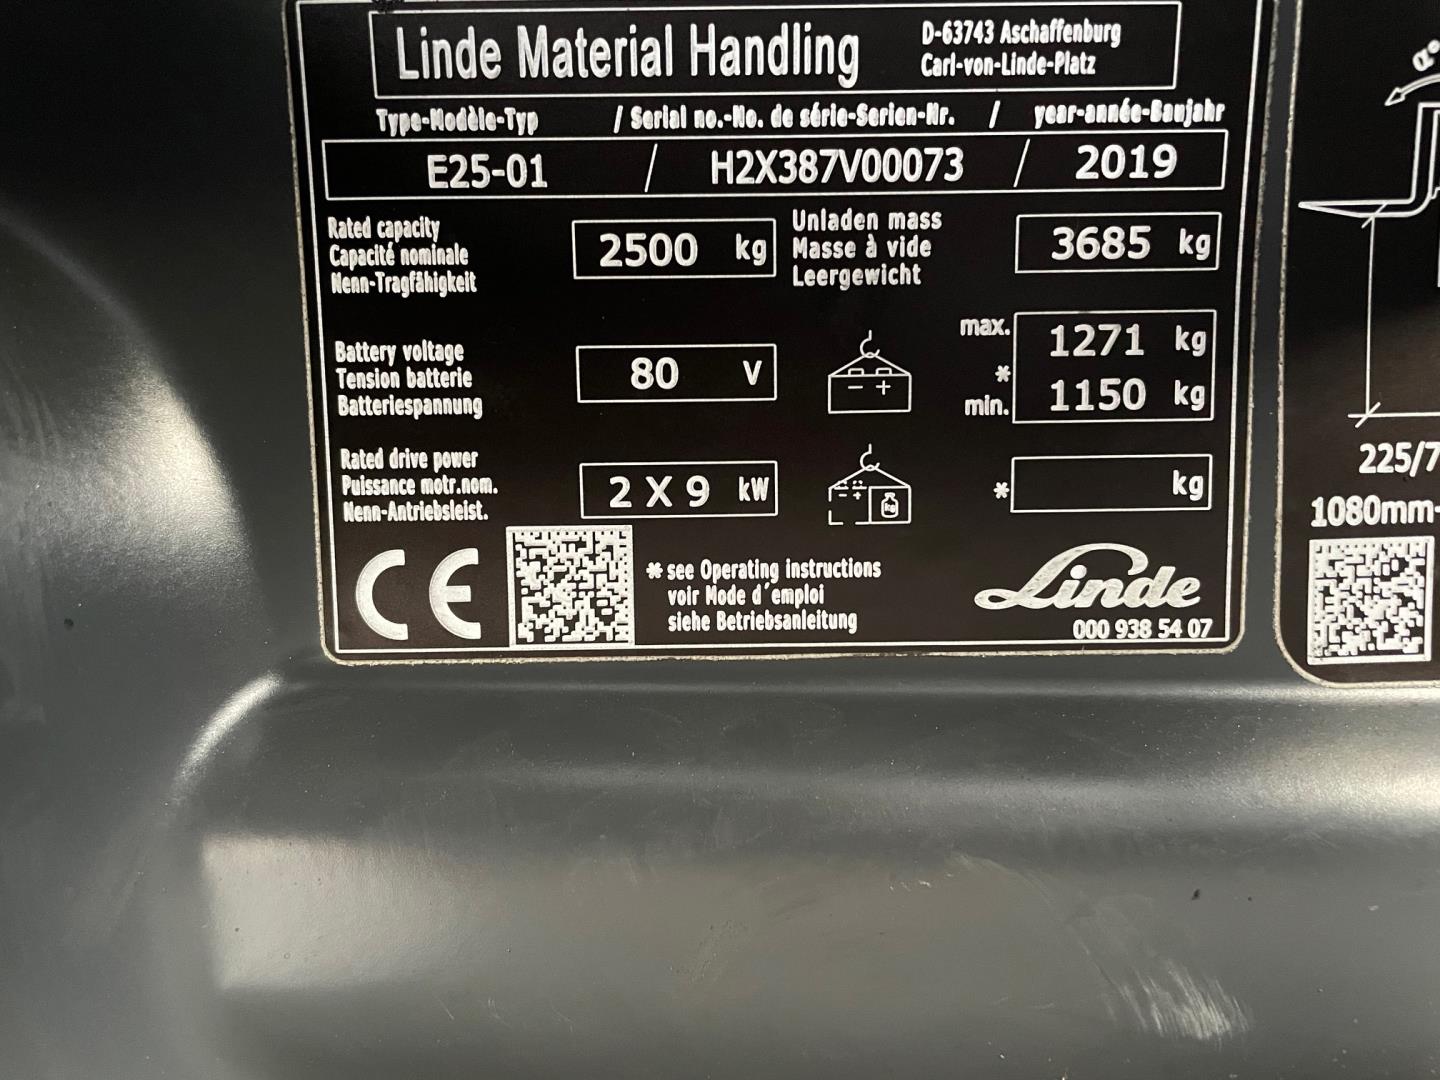 Linde Material Handling
D-63743 Aschaffenburg
Carl-von-Linde-Platz
Type-Modèle-Typ / Serial no.-No. de série-Serien-Nr. / year-année-Baujahr
E25-01 / H2X387V00073 / 2019
Rated capacity
Capacité nominale
Nenn-Tragfähigkeit
2500 kg
Unladen mass
Masse à vide
Leergewicht
3685 kg
Battery voltage
Tension batterie
Batteriespannung
80 V
max. 1271 kg
*
min. 1150 kg
Rated drive power
Puissance motr.nom.
Nenn-Antriebsleist.
2 X 9 kW
kg
* kg
CE
* see Operating instructions
voir Mode d'emploi
siehe Betriebsanleitung
Linde
000 938 54 07
α°
225/7
1080mm-